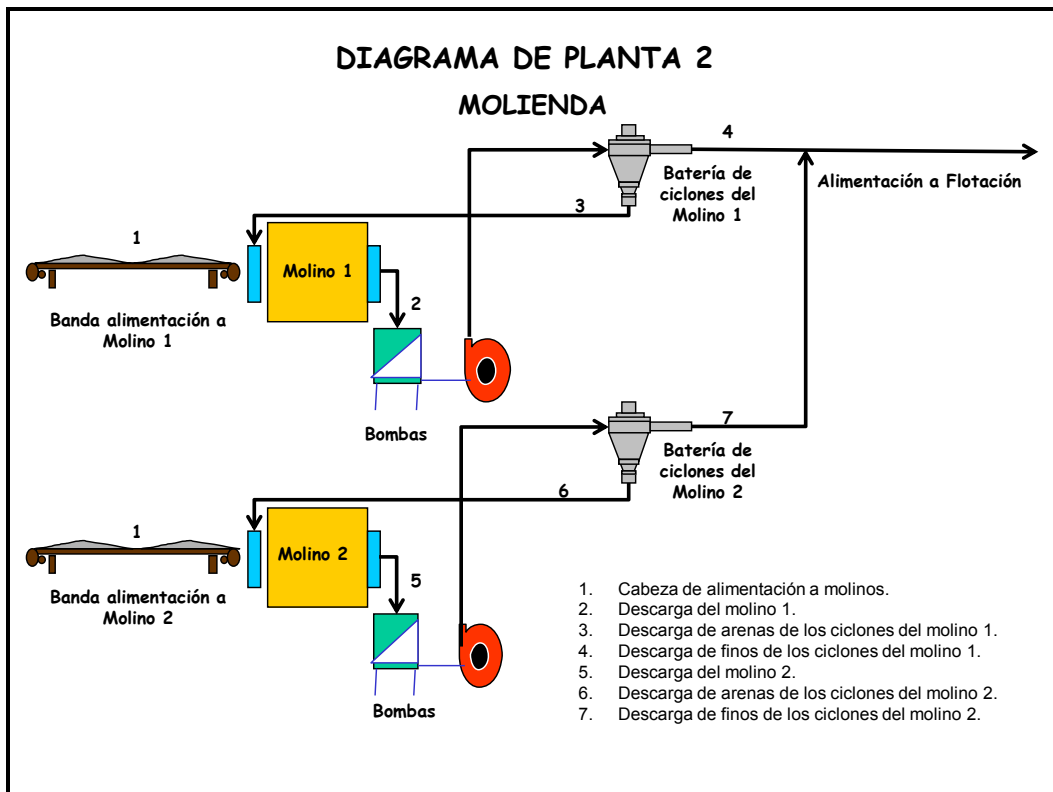 DIAGRAMA DE PLANTA 2
MOLIENDA
4
Batería de
ciclones del
Molino 1
Alimentación a Flotación
3
1
Molino 1
Banda alimentación a
Molino 1
2
Bombas
7
Batería de
ciclones del
Molino 2
6
1
Molino 2
Banda alimentación a
Molino 2
5
Bombas
1. Cabeza de alimentación a molinos.
2. Descarga del molino 1.
3. Descarga de arenas de los ciclones del molino 1.
4. Descarga de finos de los ciclones del molino 1.
5. Descarga del molino 2.
6. Descarga de arenas de los ciclones del molino 2.
7. Descarga de finos de los ciclones del molino 2.